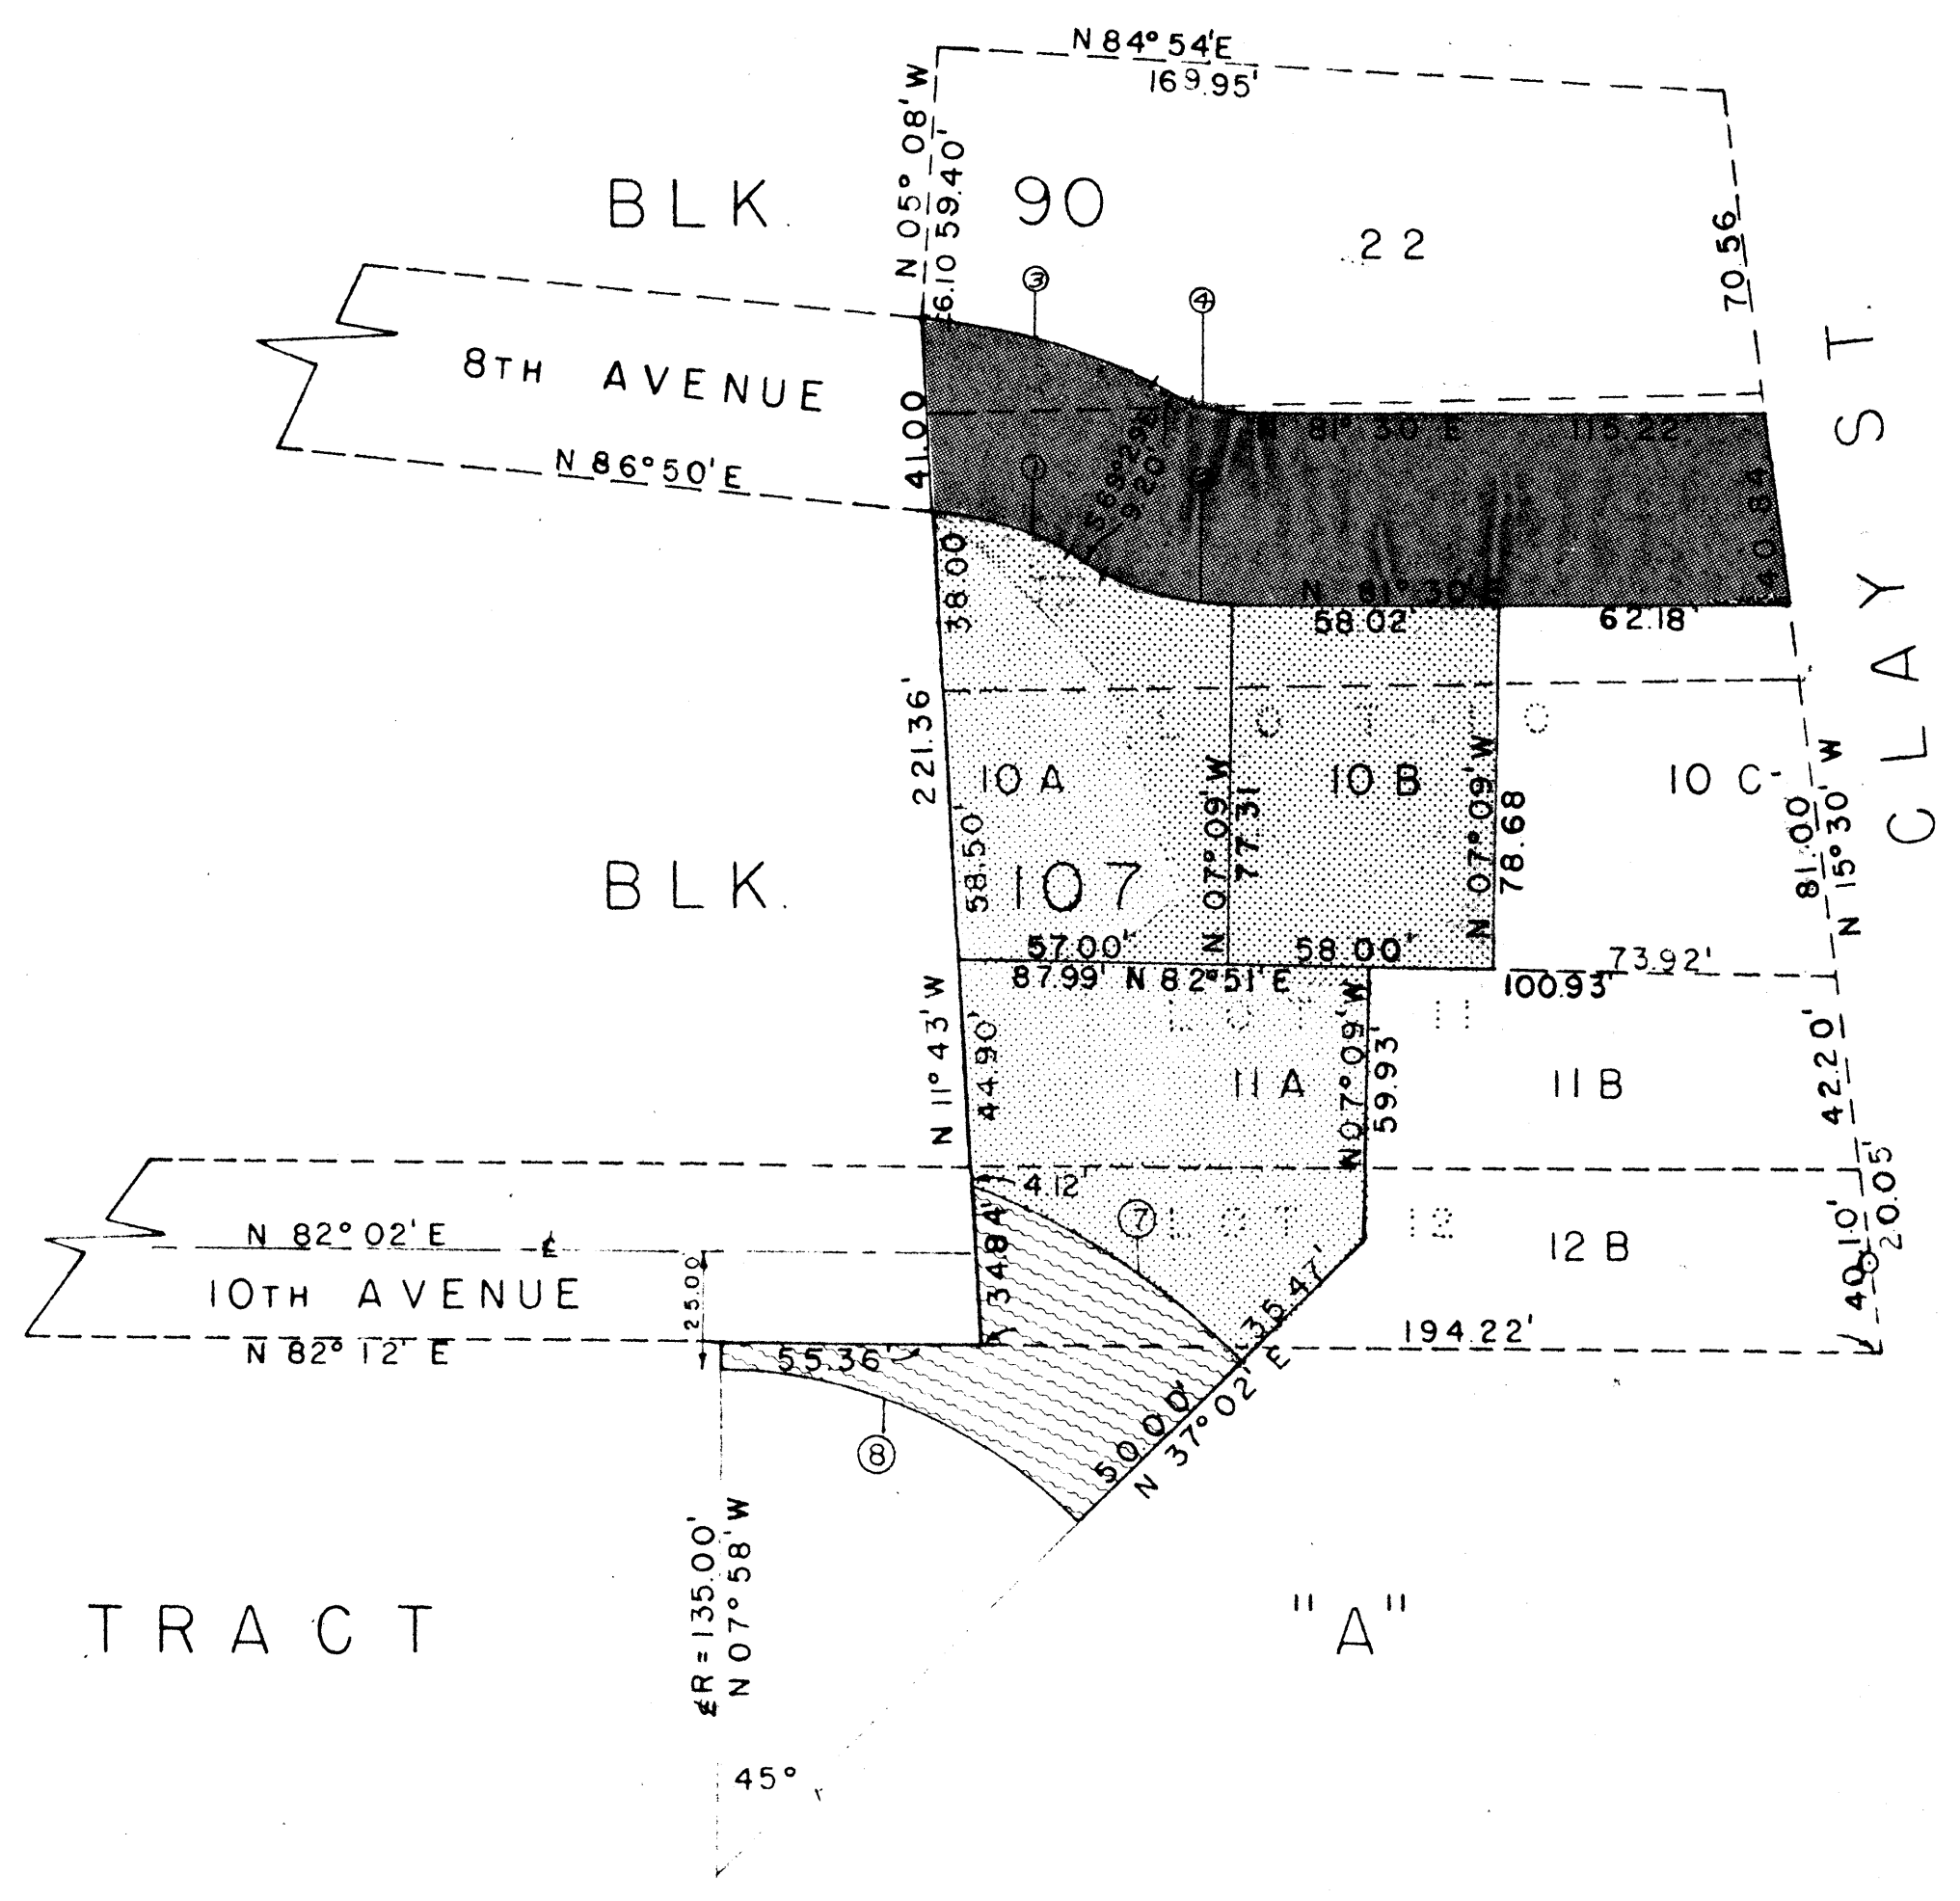 N 84° 54' E
169.95'
N 05° 08' W
59.40'
6.10
BLK. 90
22
70.56
③
④
8TH AVENUE
N 86° 50' E
41.00
N 81° 30' E 115.22'
40.84
9.20'
38.00
N 81° 30' E
58.02'
62.18'
CLAY ST.
221.36'
10 A
10 B
10 C
N 07° 09' W
77.31
N 07° 09' W
78.68
81.00'
N 15° 30' W
58.50'
BLK. 107
57.00'
58.00'
73.92'
87.99' N 82° 51' E
100.93'
N 11° 43' W
44.90'
LOT 11
N 07° 09' W
59.93'
11 A
11 B
42.20'
4.12'
⑦
LOT 12
12 B
20.05'
40.10'
N 82° 02' E ℄
10TH AVENUE
25.00
34.84'
N 82° 12' E
55.36'
35.47'
194.22'
50.00'
N 37° 02' E
⑧
℄ R = 135.00'
N 07° 58' W
TRACT "A"
45°